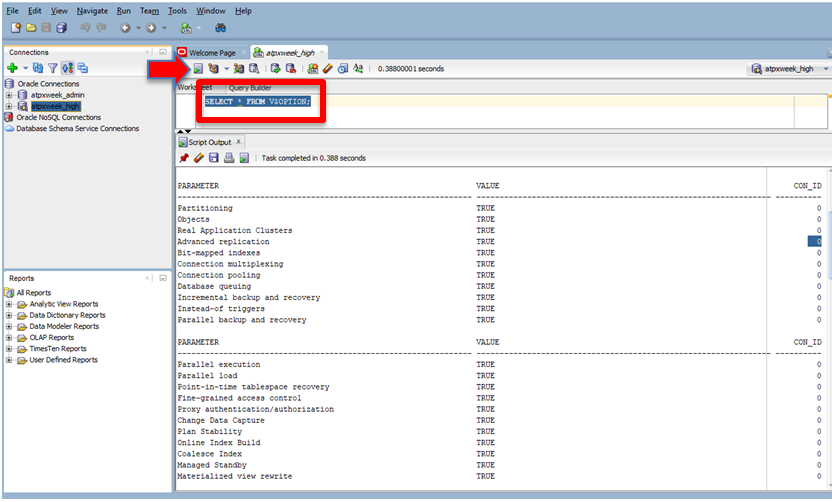 File Edit View Navigate Run Team Tools Window Help
Connections
Oracle Connections
atpxweek_admin
atpxweek_high
Oracle NoSQL Connections
Database Schema Service Connections
Reports
All Reports
Analytic View Reports
Data Dictionary Reports
Data Modeler Reports
OLAP Reports
TimesTen Reports
User Defined Reports
Welcome Page
atpxweek_high
0.38800001 seconds
atpxweek_high
Worksheet Query Builder
SELECT * FROM V$OPTION;
Script Output
Task completed in 0.388 seconds
PARAMETER VALUE CON_ID
Partitioning TRUE 0
Objects TRUE 0
Real Application Clusters TRUE 0
Advanced replication TRUE 0
Bit-mapped indexes TRUE 0
Connection multiplexing TRUE 0
Connection pooling TRUE 0
Database queuing TRUE 0
Incremental backup and recovery TRUE 0
Instead-of triggers TRUE 0
Parallel backup and recovery TRUE 0
PARAMETER VALUE CON_ID
Parallel execution TRUE 0
Parallel load TRUE 0
Point-in-time tablespace recovery TRUE 0
Fine-grained access control TRUE 0
Proxy authentication/authorization TRUE 0
Change Data Capture TRUE 0
Plan Stability TRUE 0
Online Index Build TRUE 0
Coalesce Index TRUE 0
Managed Standby TRUE 0
Materialized view rewrite TRUE 0